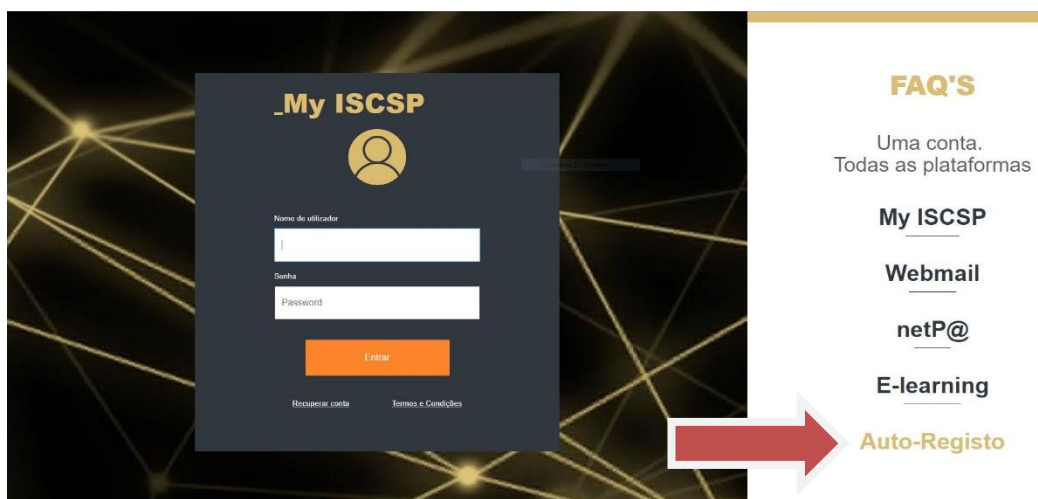 _My ISCSP
Nome de utilizador
Senha
Password
Entrar
Recuperar conta
Termos e Condições
FAQ'S
Uma conta.
Todas as plataformas
My ISCSP
Webmail
netP@
E-learning
Auto-Registo